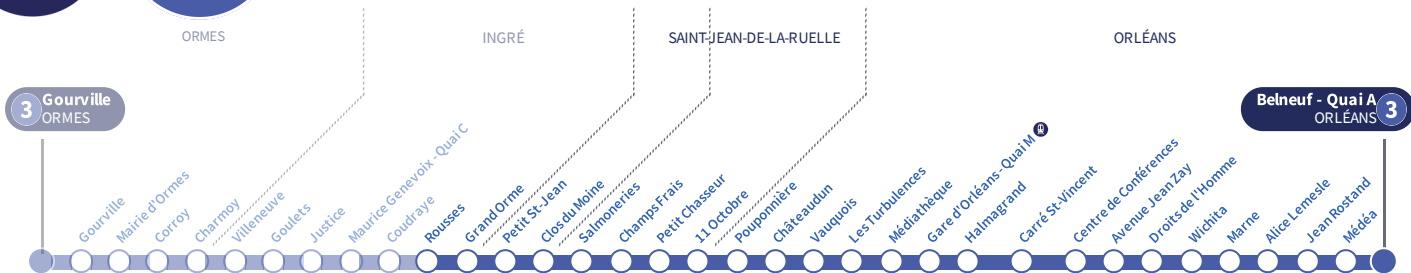 ORMES
INGRÉ
SAINT-JEAN-DE-LA-RUELLE
ORLÉANS
3 Gourville
ORMES
Belneuf - Quai A 3
ORLÉANS
Gourville
Mairie d'Ormes
Corroy
Charmoy
Villeneuve
Goulets
Justice
Maurice Genevoix - Quai C
Coudraye
Rousses
Grand Orme
Petit St-Jean
Clos du Moine
Salmoneries
Champs Frais
Petit Chasseur
11 Octobre
Pouponnière
Châteaudun
Vauquois
Les Turbulences
Médiathèque
Gare d'Orléans - Quai M
Halmagrand
Carré St-Vincent
Centre de Conférences
Avenue Jean Zay
Droits de l'Homme
Wichita
Marne
Alice Lemesle
Jean Rostand
Médéa